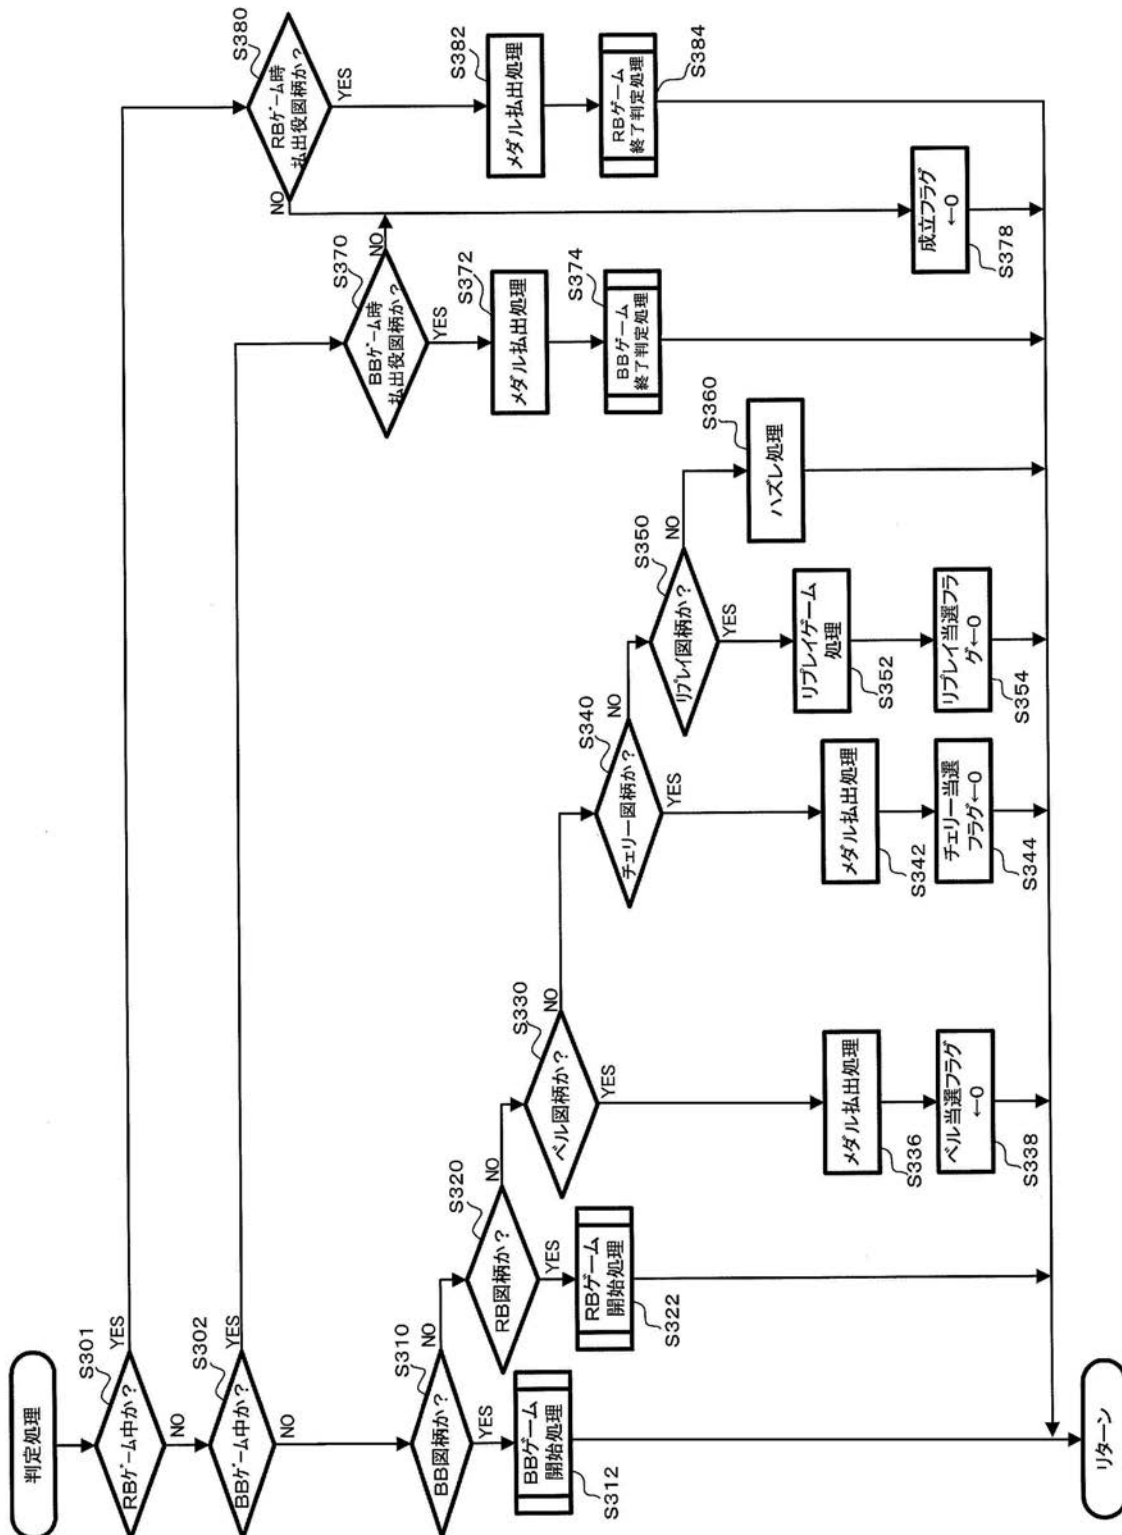 判定処理
S301
RBゲーム中か?
YES
NO
S302
BBゲーム中か?
YES
NO
S310
BB図柄か?
NO
YES
BBゲーム
開始処理
S312
S320
RB図柄か?
NO
YES
RBゲーム
開始処理
S322
S330
ベル図柄か?
NO
YES
メダル払出処理
S336
ベル当選フラグ
←0
S338
S340
チェリー図柄か?
NO
YES
メダル払出処理
S342
チェリー当選
フラグ←0
S344
S350
リプレイ図柄か?
NO
YES
リプレイゲーム
処理
S352
リプレイ当選フラ
グ←0
S354
S360
ハズレ処理
S370
BBゲーム時
払出役図柄か?
NO
YES
S372
メダル払出処理
S374
BBゲーム
終了判定処理
S380
RBゲーム時
払出役図柄か?
NO
YES
S382
メダル払出処理
RBゲーム
終了判定処理
S384
成立フラグ
←0
S378
リターン